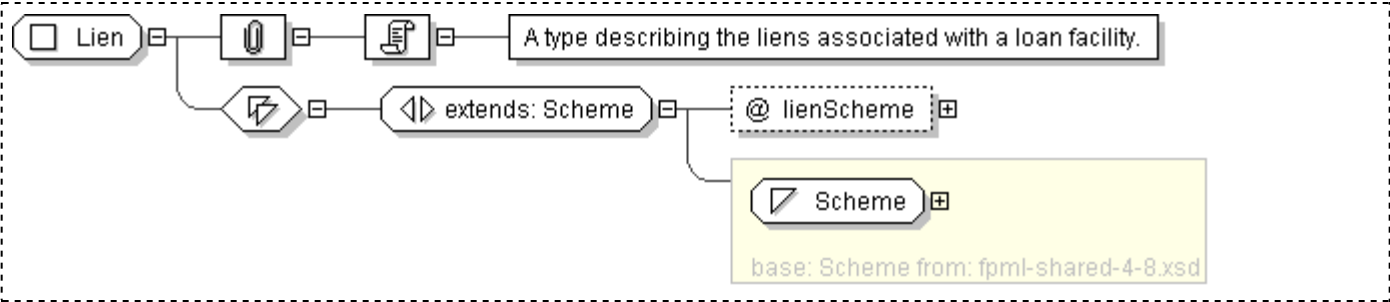 Lien
A type describing the liens associated with a loan facility.
extends: Scheme
@ lienScheme
Scheme
base: Scheme from: fpml-shared-4-8.xsd